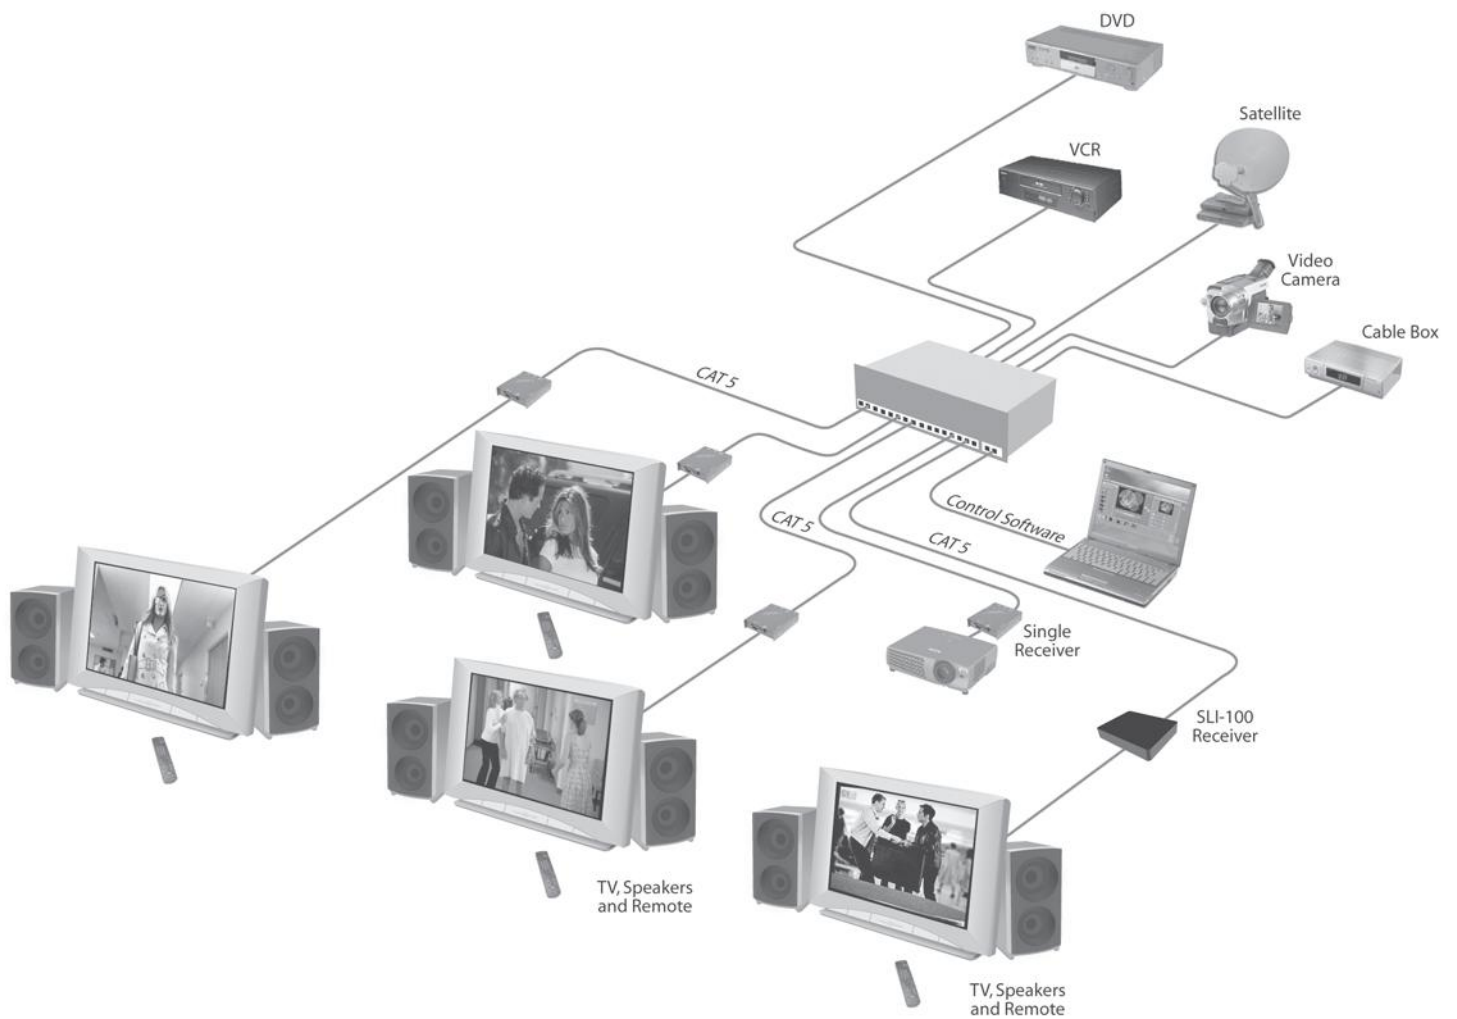 DVD
Satellite
VCR
Video
Camera
Cable Box
CAT 5
Control Software
CAT 5
CAT 5
Single
Receiver
SLI-100
Receiver
TV, Speakers
and Remote
TV, Speakers
and Remote